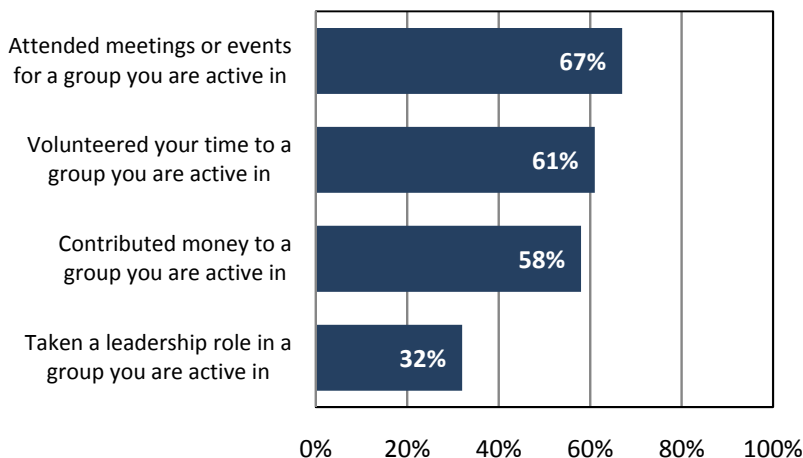 Attended meetings or events
for a group you are active in
67%
Volunteered your time to a
group you are active in
61%
Contributed money to a
group you are active in
58%
Taken a leadership role in a
group you are active in
32%
0% 20% 40% 60% 80% 100%